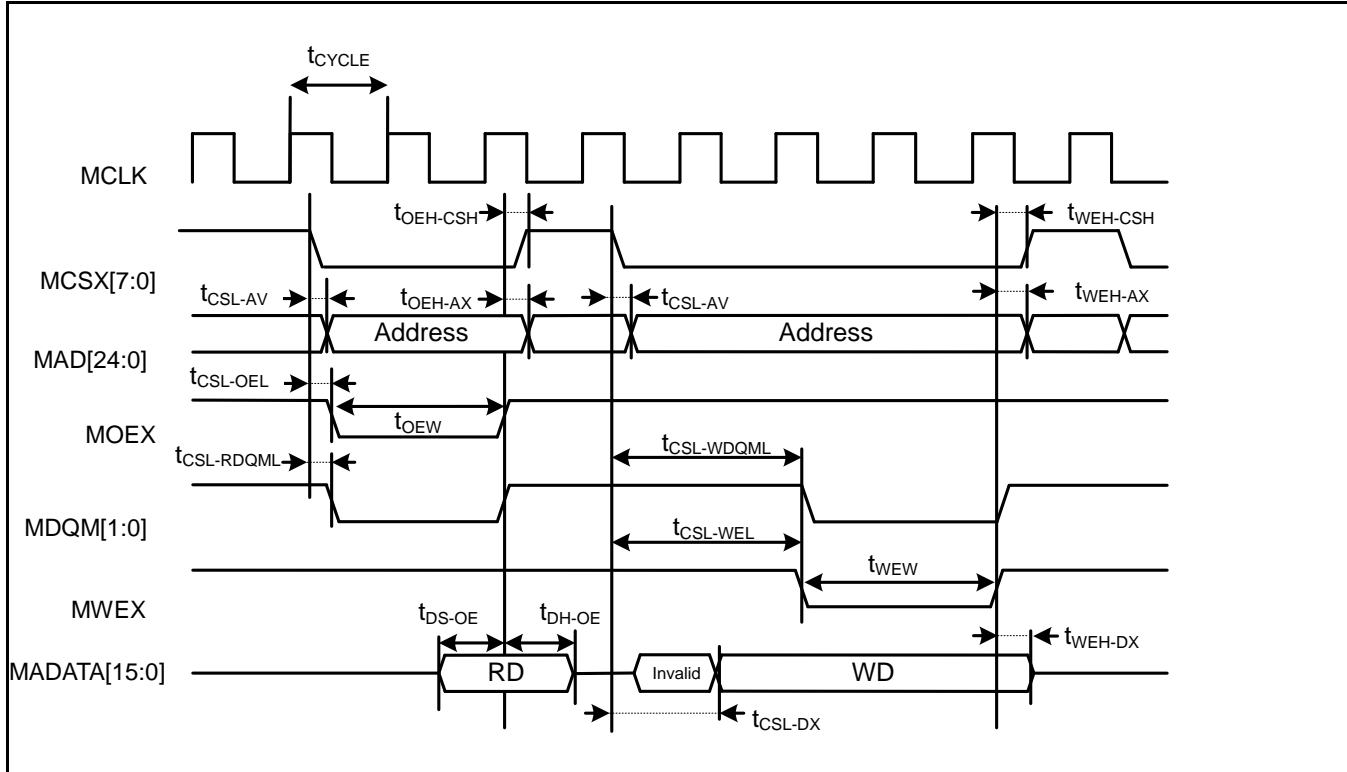 tCYCLE
MCLK
tOEH-CSH
tWEH-CSH
MCSX[7:0]
tCSL-AV
tOEH-AX
tCSL-AV
tWEH-AX
Address
Address
MAD[24:0]
tCSL-OEL
tOEW
MOEX
tCSL-RDQML
tCSL-WDQML
MDQM[1:0]
tCSL-WEL
tWEW
MWEX
tDS-OE
tDH-OE
tWEH-DX
MADATA[15:0]
RD
Invalid
WD
tCSL-DX